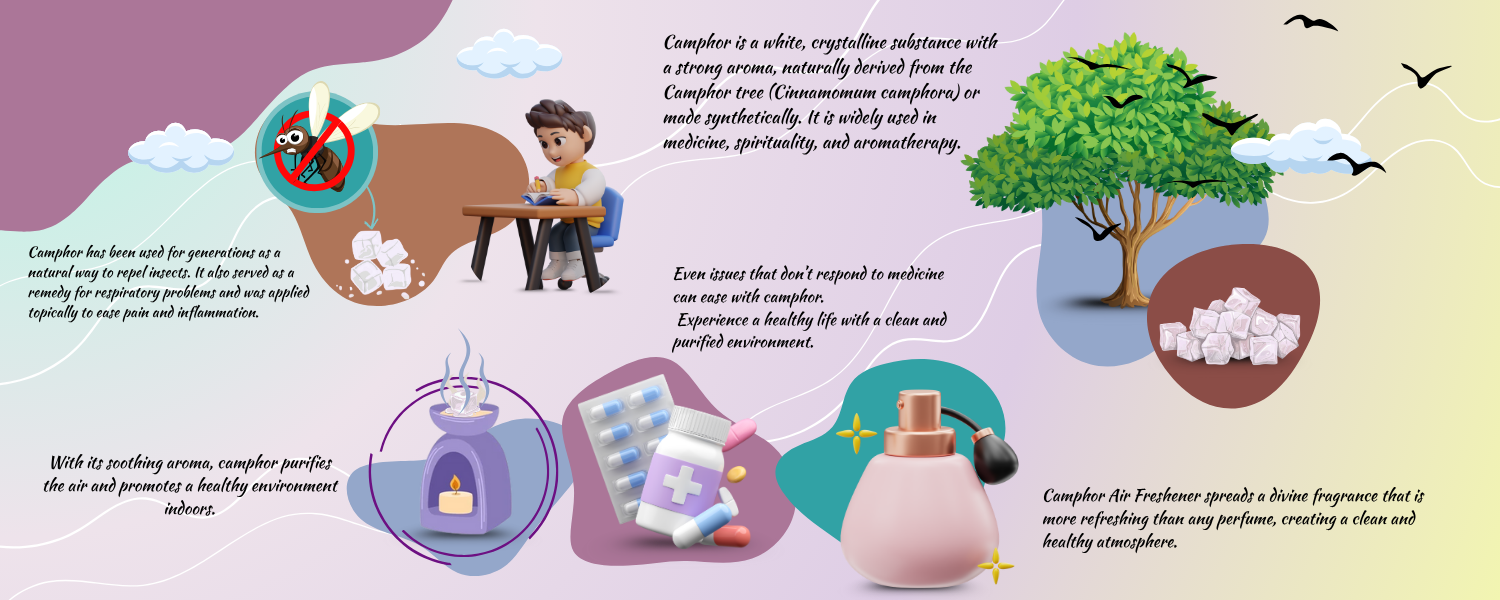 Camphor is a white, crystalline substance with
a strong aroma, naturally derived from the
Camphor tree (Cinnamomum camphora) or
made synthetically. It is widely used in
medicine, spirituality, and aromatherapy.
Camphor has been used for generations as a
natural way to repel insects. It also served as a
remedy for respiratory problems and was applied
topically to ease pain and inflammation.
Even issues that don't respond to medicine
can ease with camphor.
Experience a healthy life with a clean and
purified environment.
With its soothing aroma, camphor purifies
the air and promotes a healthy environment
indoors.
Camphor Air Freshener spreads a divine fragrance that is
more refreshing than any perfume, creating a clean and
healthy atmosphere.